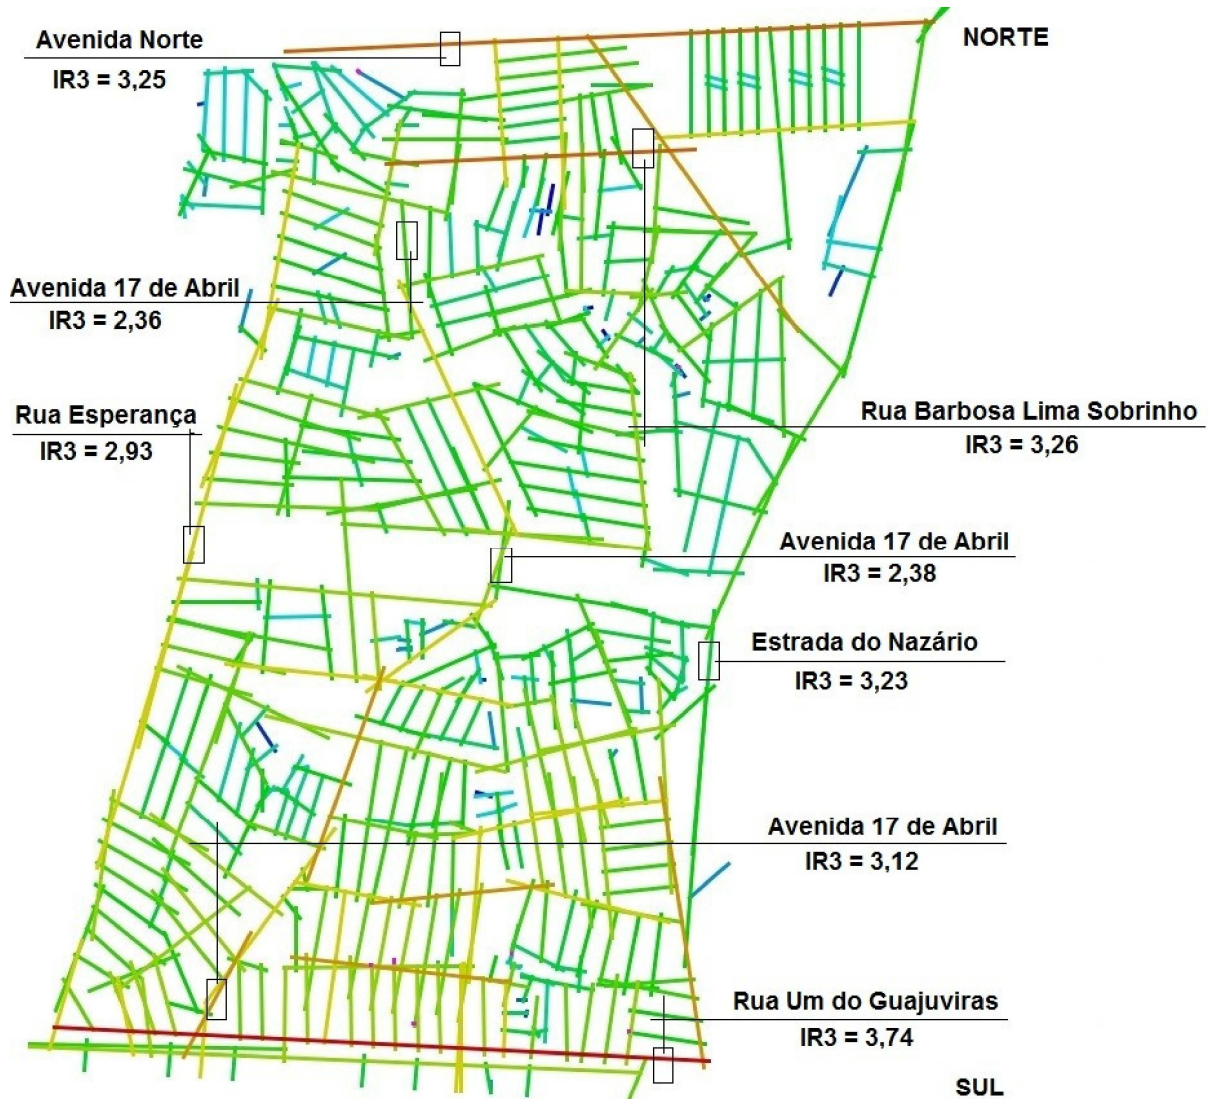 NORTE
Avenida Norte
IR3 = 3,25
Avenida 17 de Abril
IR3 = 2,36
Rua Esperança
IR3 = 2,93
Rua Barbosa Lima Sobrinho
IR3 = 3,26
Avenida 17 de Abril
IR3 = 2,38
Estrada do Nazário
IR3 = 3,23
Avenida 17 de Abril
IR3 = 3,12
Rua Um do Guajuviras
IR3 = 3,74
SUL